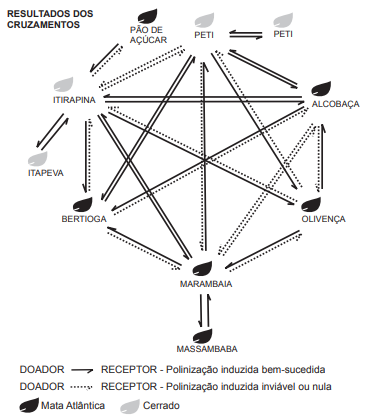 RESULTADOS DOS
CRUZAMENTOS
PÃO DE
AÇÚCAR
PETI
PETI
ITIRAPINA
ALCOBAÇA
ITAPEVA
BERTIOGA
OLIVENÇA
MARAMBAIA
MASSAMBABA
DOADOR RECEPTOR - Polinização induzida bem-sucedida
DOADOR RECEPTOR - Polinização induzida inviável ou nula
Mata Atlântica Cerrado